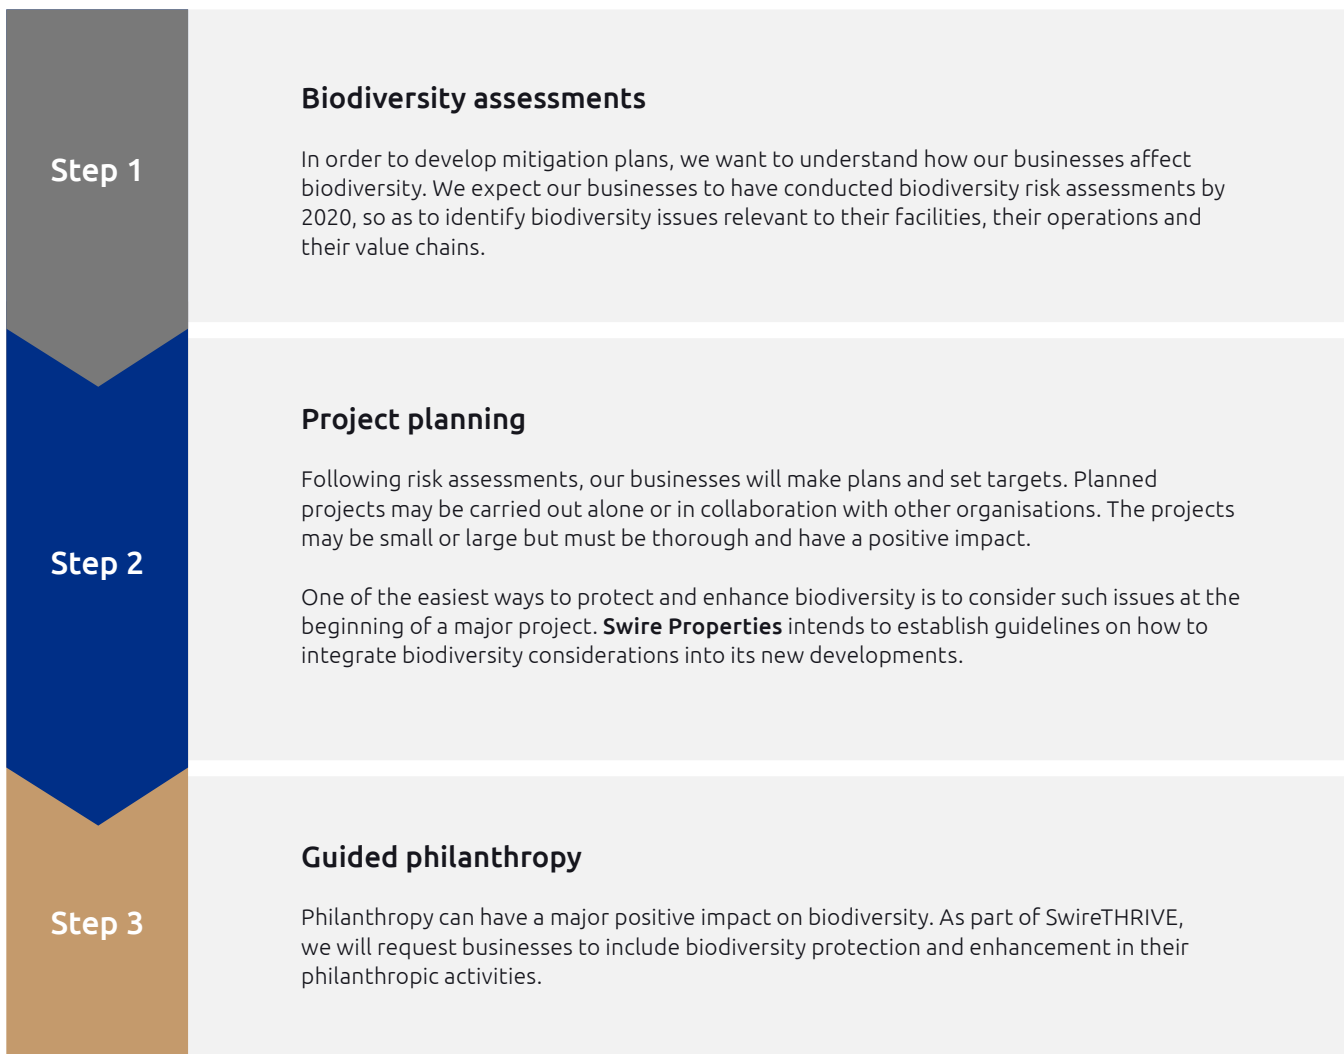 Step 1
Biodiversity assessments
In order to develop mitigation plans, we want to understand how our businesses affect
biodiversity. We expect our businesses to have conducted biodiversity risk assessments by
2020, so as to identify biodiversity issues relevant to their facilities, their operations and
their value chains.
Step 2
Project planning
Following risk assessments, our businesses will make plans and set targets. Planned
projects may be carried out alone or in collaboration with other organisations. The projects
may be small or large but must be thorough and have a positive impact.
One of the easiest ways to protect and enhance biodiversity is to consider such issues at the
beginning of a major project. Swire Properties intends to establish guidelines on how to
integrate biodiversity considerations into its new developments.
Step 3
Guided philanthropy
Philanthropy can have a major positive impact on biodiversity. As part of SwireTHRIVE,
we will request businesses to include biodiversity protection and enhancement in their
philanthropic activities.